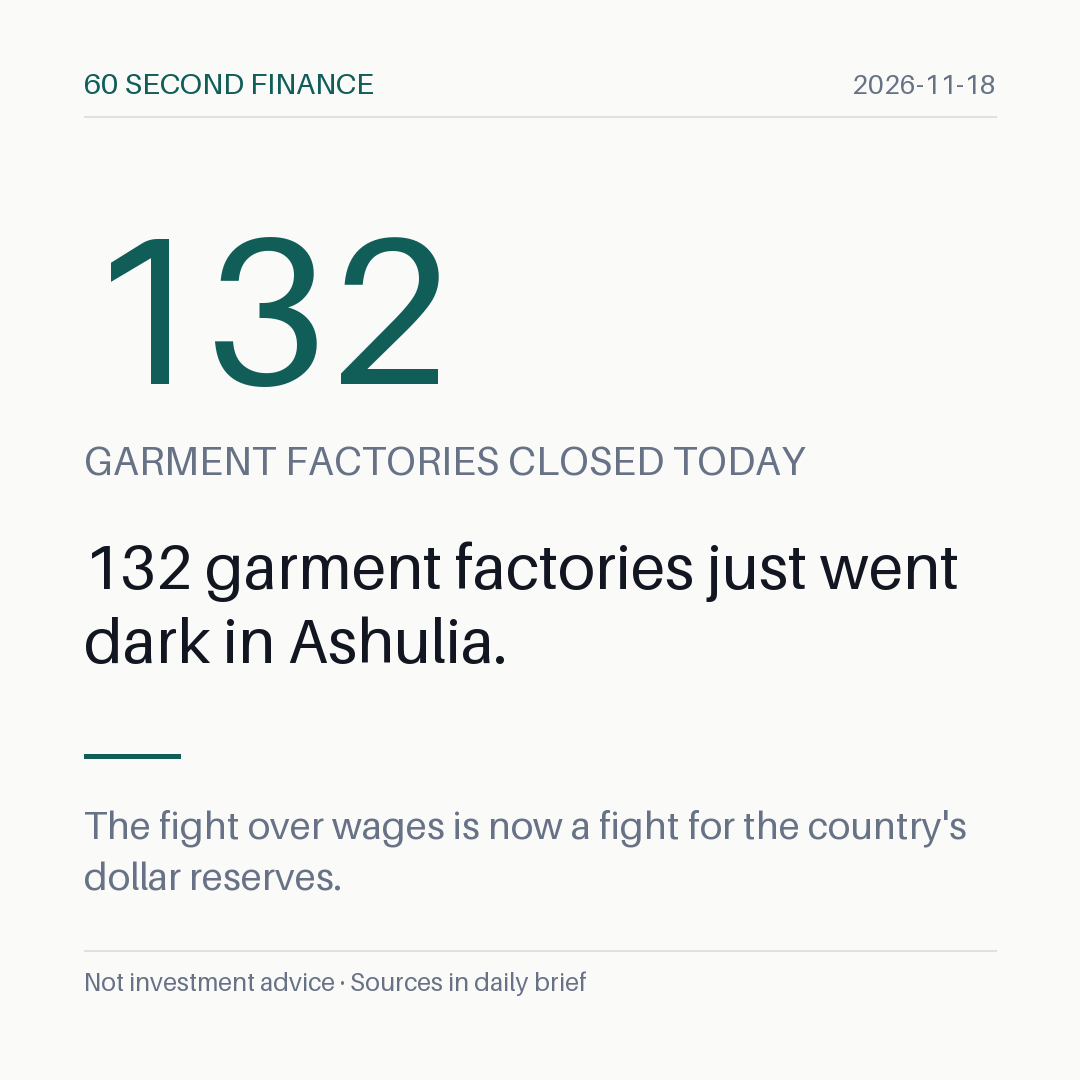 60 SECOND FINANCE
2026-11-18
132
GARMENT FACTORIES CLOSED TODAY
132 garment factories just went
dark in Ashulia.
The fight over wages is now a fight for the country's
dollar reserves.
Not investment advice · Sources in daily brief